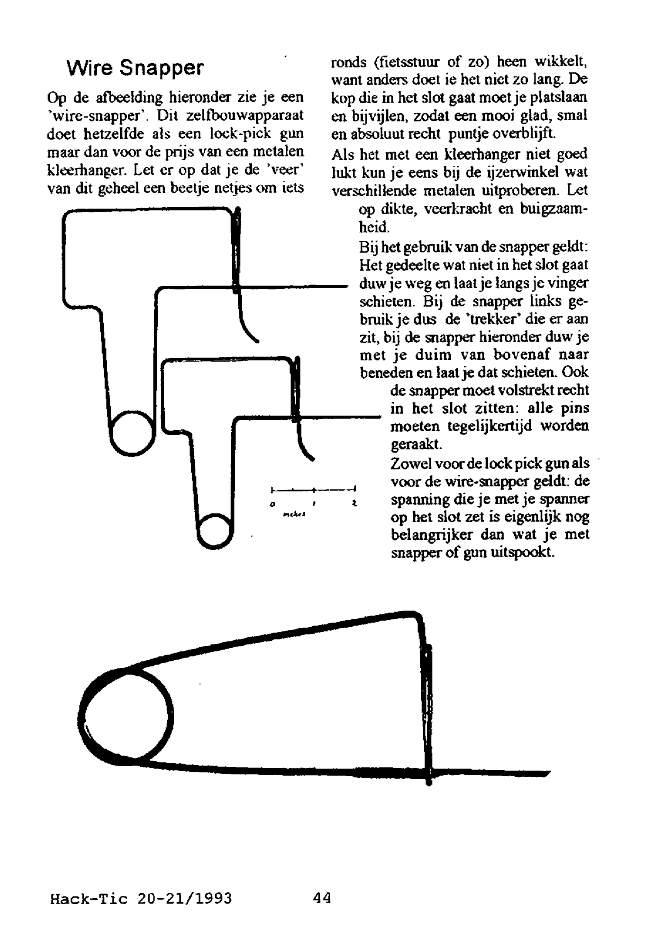 Wire Snapper
Op de afbeelding hieronder zie je een
'wire-snapper'. Dit zelfbouwapparaat
doet hetzelfde als een lock-pick gun
maar dan voor de prijs van een metalen
kleerhanger. Let er op dat je de 'veer'
van dit geheel een beetje netjes om iets
ronds (fietsstuur of zo) heen wikkelt,
want anders doet ie het niet zo lang. De
kop die in het slot gaat moet je platslaan
en bijvijlen, zodat een mooi glad, smal
en absoluut recht puntje overblijft.
Als het met een kleerhanger niet goed
lukt kun je eens bij de ijzerwinkel wat
verschillende metalen uitproberen. Let
op dikte, veerkracht en buigzaam-
heid.
Bij het gebruik van de snapper geldt:
Het gedeelte wat niet in het slot gaat
duw je weg en laat je langs je vinger
schieten. Bij de snapper links ge-
bruik je dus de 'trekker' die er aan
zit, bij de snapper hieronder duw je
met je duim van bovenaf naar
beneden en laat je dat schieten. Ook
de snapper moet volstrekt recht
in het slot zitten: alle pins
moeten tegelijkertijd worden
geraakt.
Zowel voor de lock pick gun als
voor de wire-snapper geldt: de
spanning die je met je spanner
op het slot zet is eigenlijk nog
belangrijker dan wat je met
snapper of gun uitspookt.
0 1 2
inches
Hack-Tic 20-21/1993 44